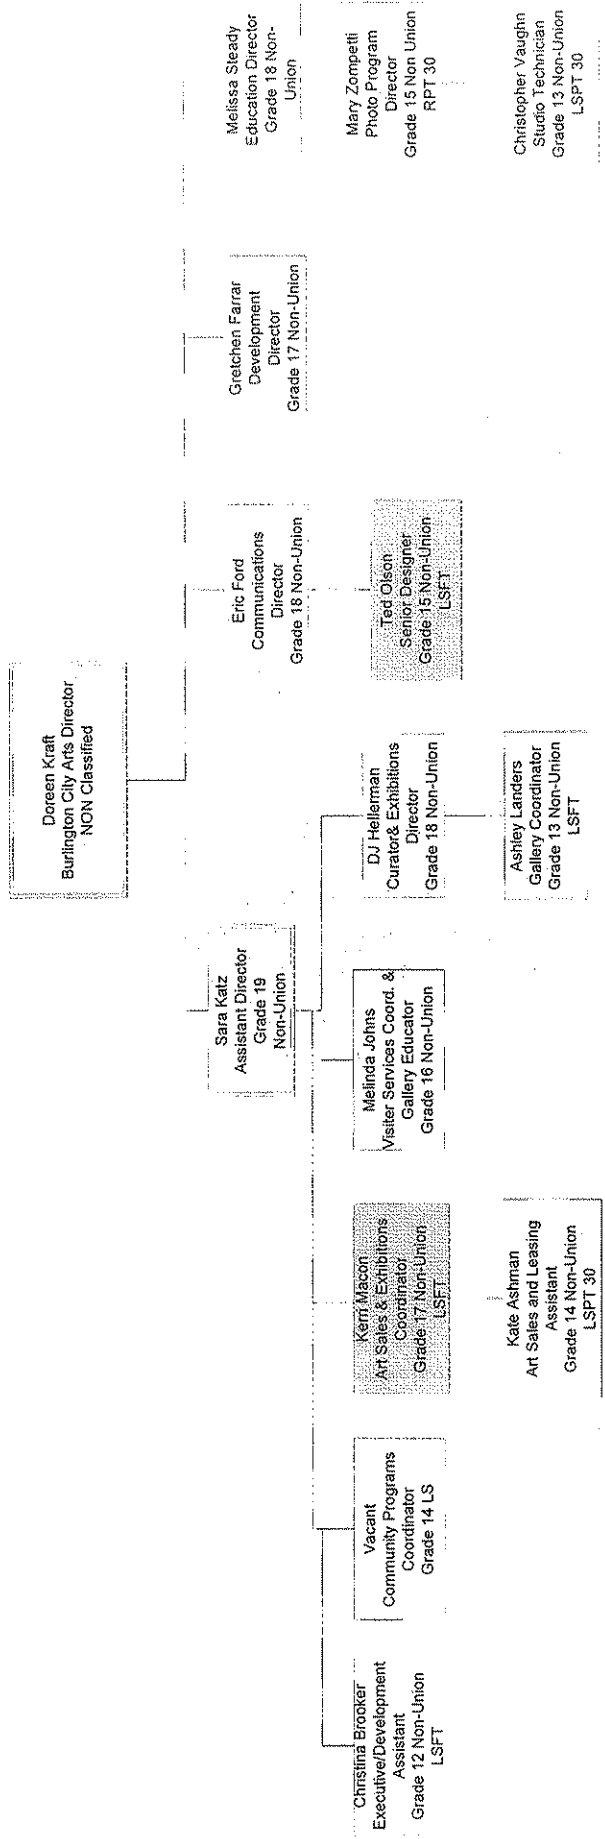 Doreen Kraft
Burlington City Arts Director
NON Classified
Sara Katz
Assistant Director
Grade 19
Non-Union
Eric Ford
Communications
Director
Grade 18 Non-Union
Gretchen Farrar
Development
Director
Grade 17 Non-Union
Melissa Steady
Education Director
Grade 18 Non-
Union
Christina Brooker
Executive/Development
Assistant
Grade 12 Non-Union
LSFT
Vacant
Community Programs
Coordinator
Grade 14 LS
Kerri Macon
Art Sales & Exhibitions
Coordinator
Grade 17 Non-Union
LSFT
Melinda Johns
Visiter Services Coord. &
Gallery Educator
Grade 16 Non-Union
DJ Hellerman
Curator& Exhibitions
Director
Grade 18 Non-Union
Ted Olson
Senior Designer
Grade 15 Non-Union
LSFT
Mary Zompetti
Photo Program
Director
Grade 15 Non Union
RPT 30
Kate Ashman
Art Sales and Leasing
Assistant
Grade 14 Non-Union
LSPT 30
Ashley Landers
Gallery Coordinator
Grade 13 Non-Union
LSFT
Christopher Vaughn
Studio Technician
Grade 13 Non-Union
LSPT 30